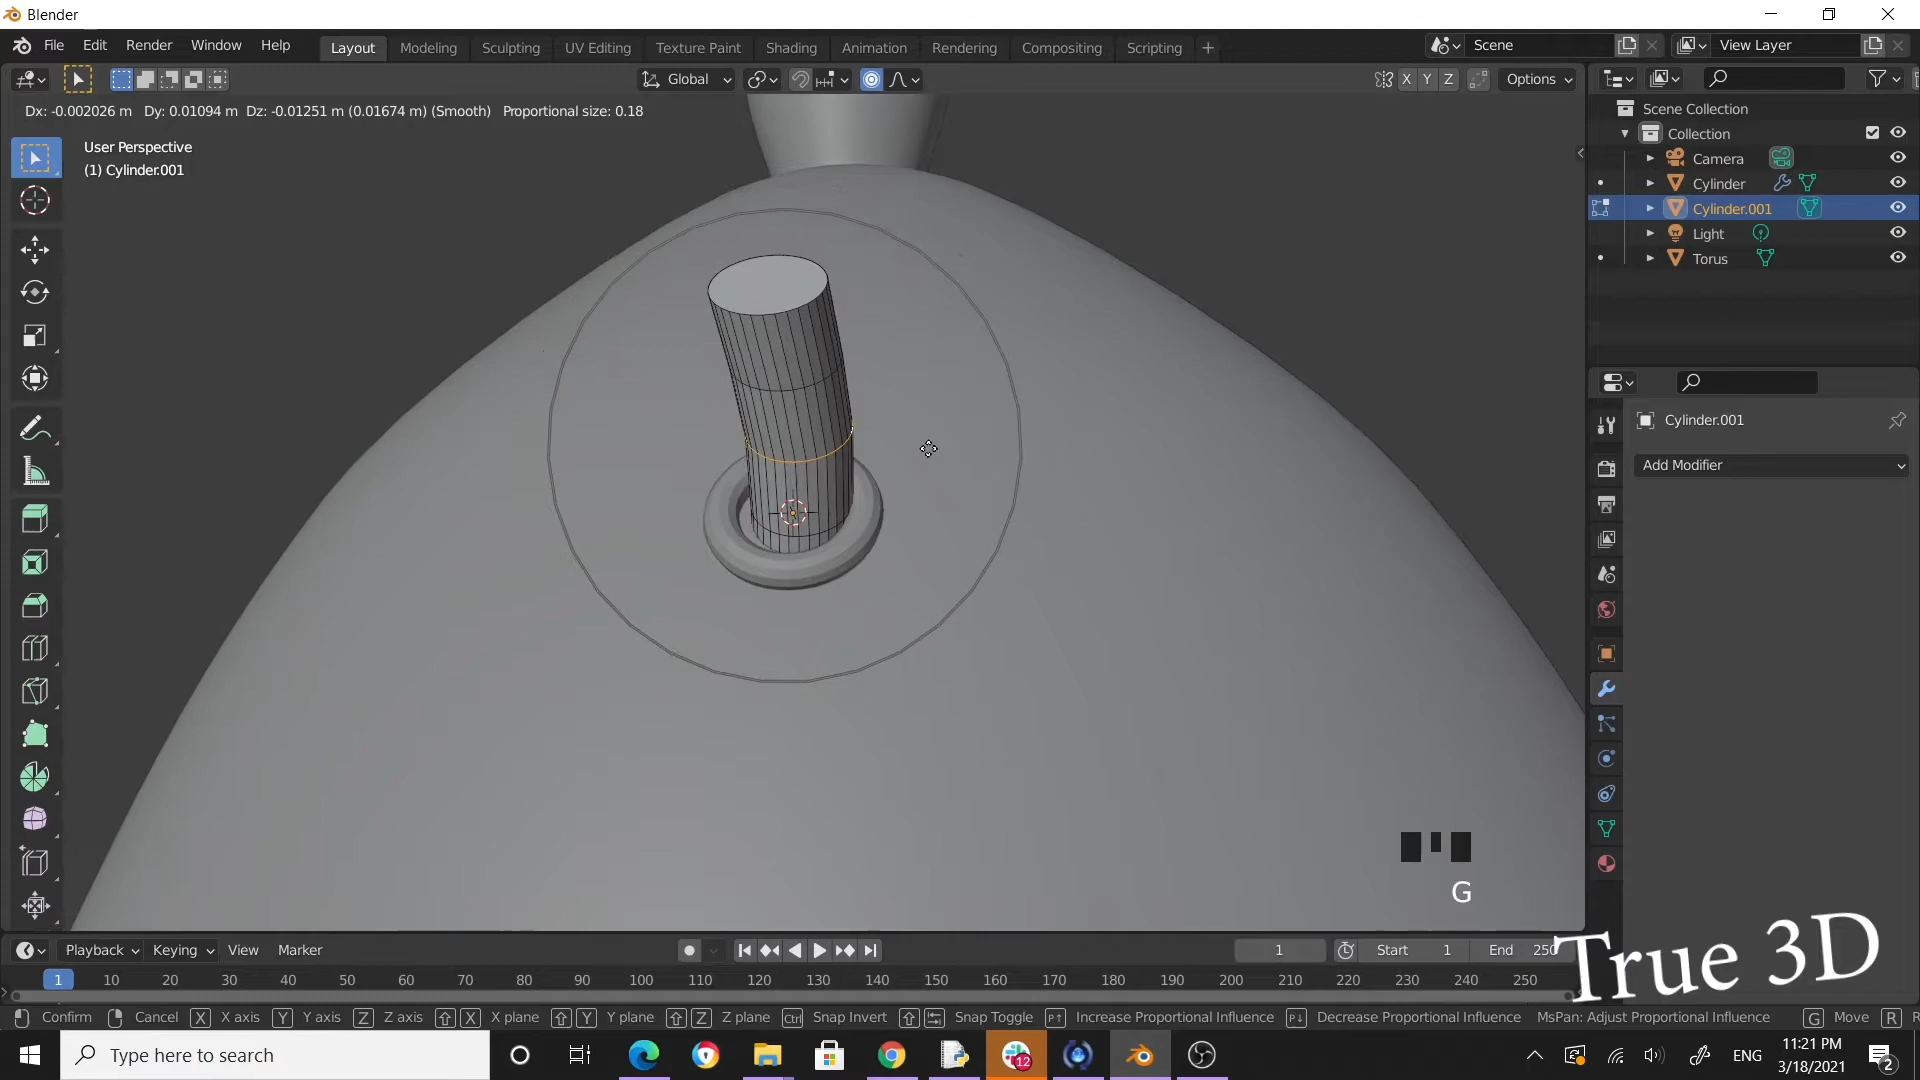 Blender
File Edit Render Window Help Layout Modeling Sculpting UV Editing Texture Paint Shading Animation Rendering Compositing Scripting + Scene View Layer
Global X Y Z Options
Dx: -0.002026 m Dy: 0.01094 m Dz: -0.01251 m (0.01674 m) (Smooth) Proportional size: 0.18
User Perspective
(1) Cylinder.001
Scene Collection
Collection
Camera
Cylinder
Cylinder.001
Light
Torus
Cylinder.001
Add Modifier
G
True 3D
Playback Keying View Marker 1 Start 1 End 250
1 10 20 30 40 50 60 70 80 90 100 110 120 130 140 150 160 170 180 190 200 210 220 230 240 250
Confirm Cancel X X axis Y Y axis Z Z axis X X plane Y Y plane Z Z plane Ctrl Snap Invert Snap Toggle Increase Proportional Influence Decrease Proportional Influence MsPan: Adjust Proportional Influence G Move R
Type here to search
12
ENG
11:21 PM
3/18/2021
2